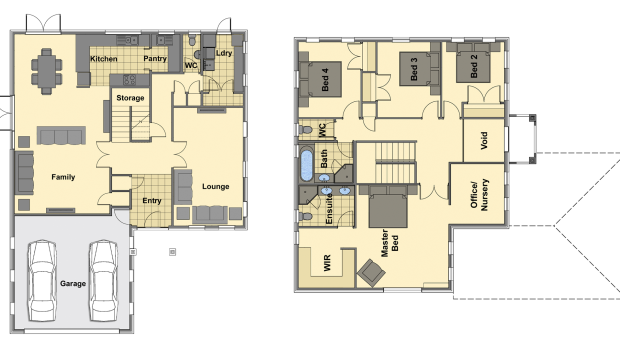 Kitchen
Pantry
WC
Ldry
Storage
Family
Lounge
Entry
Garage
Bed 4
Bed 3
Bed 2
WC
Bath
Void
Ensuite
Office/
Nursery
Master
Bed
WIR